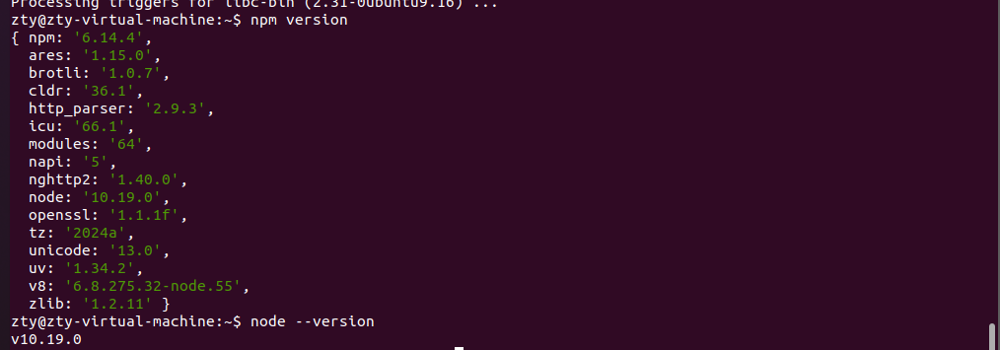 Processing triggers for libc-bin (2.31-0ubuntu9.16) ...
zty@zty-virtual-machine:~$ npm version
{ npm: '6.14.4',
  ares: '1.15.0',
  brotli: '1.0.7',
  cldr: '36.1',
  http_parser: '2.9.3',
  icu: '66.1',
  modules: '64',
  napi: '5',
  nghttp2: '1.40.0',
  node: '10.19.0',
  openssl: '1.1.1f',
  tz: '2024a',
  unicode: '13.0',
  uv: '1.34.2',
  v8: '6.8.275.32-node.55',
  zlib: '1.2.11' }
zty@zty-virtual-machine:~$ node --version
v10.19.0